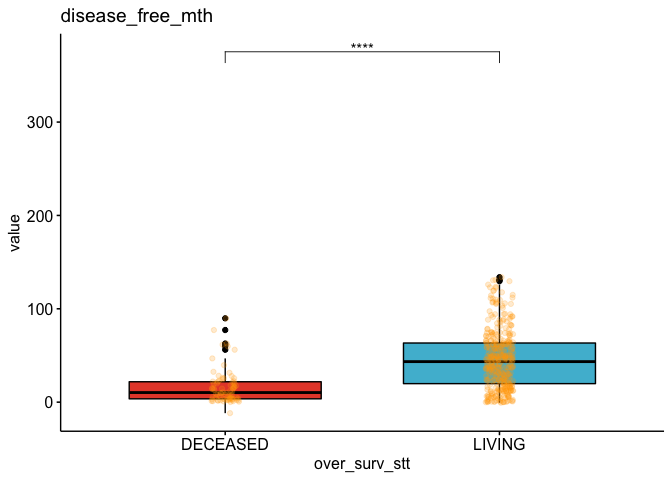 disease_free_mth
****
300
200
100
0
value
DECEASED LIVING
over_surv_stt